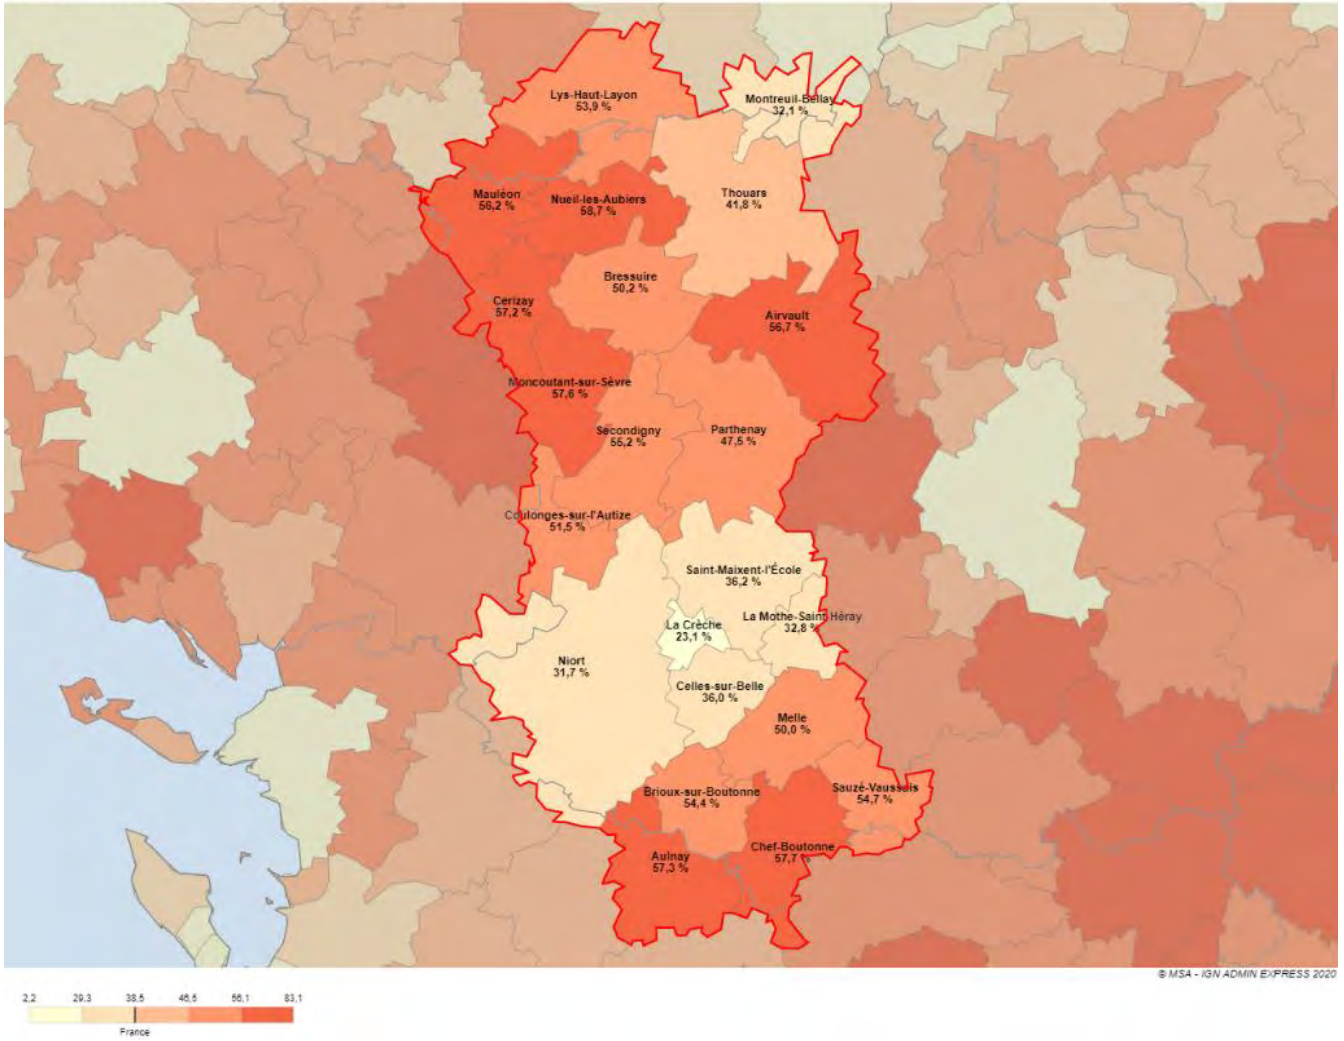 Lys-Haut-Layon
53,9 %
Montreuil-Bellay
32,1 %
Mauléon
56,2 %
Nueil-les-Aubiers
58,7 %
Thouars
41,8 %
Bressuire
50,2 %
Cerizay
57,2 %
Airvault
56,7 %
Moncoutant-sur-Sèvre
57,6 %
Secondigny
55,2 %
Parthenay
47,5 %
Coulonges-sur-l'Autize
51,5 %
Saint-Maixent-l'École
36,2 %
La Mothe-Saint-Héray
32,8 %
La Crèche
23,1 %
Niort
31,7 %
Celles-sur-Belle
36,0 %
Melle
50,0 %
Brioux-sur-Boutonne
54,4 %
Sauzé-Vaussais
54,7 %
Aulnay
57,3 %
Chef-Boutonne
57,7 %
© MSA - IGN ADMIN EXPRESS 2020
2,2 29,3 38,5 46,5 56,1 83,1
France